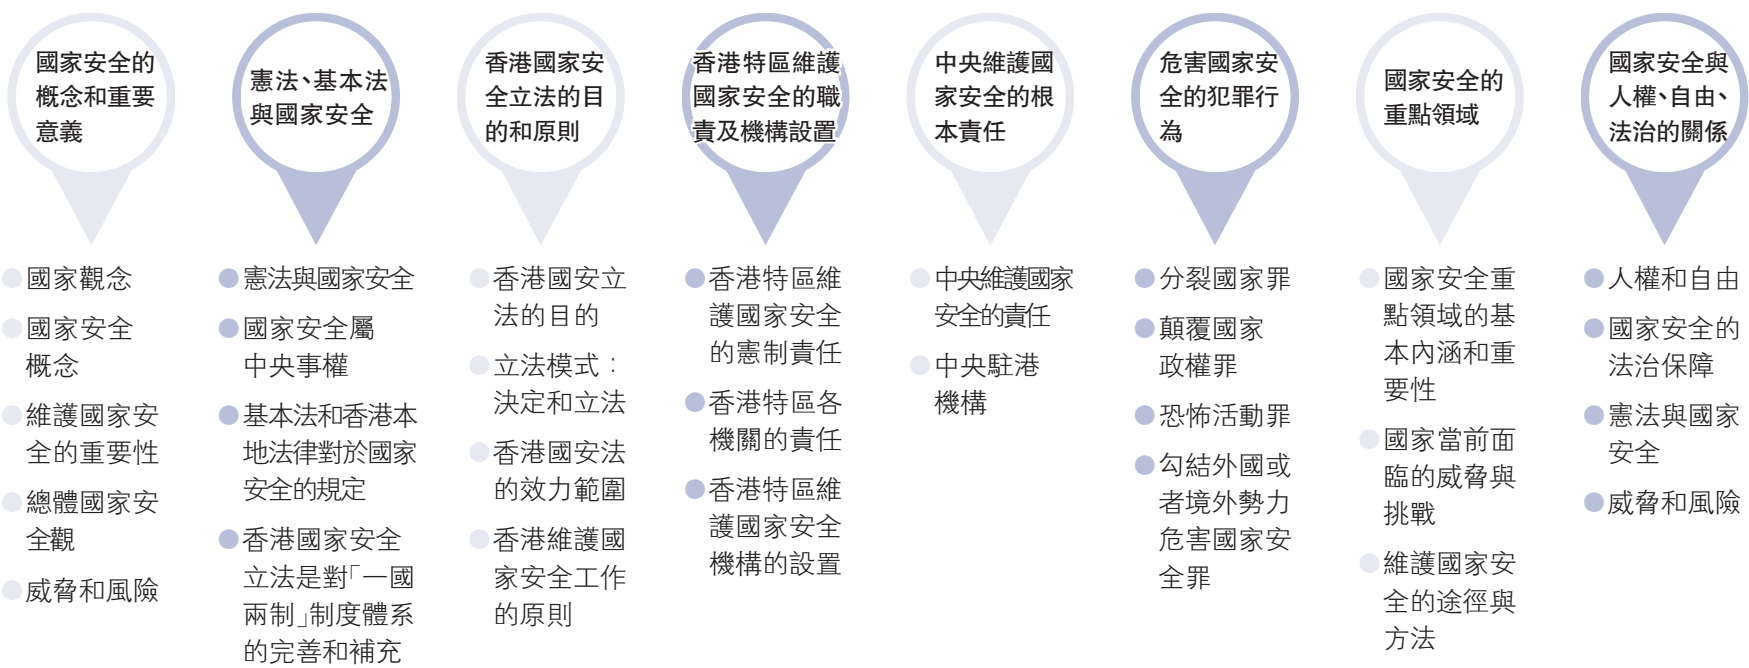 國家安全的
概念和重要
意義
國家觀念
國家安全
概念
維護國家安
全的重要性
總體國家安
全觀
威脅和風險
憲法、基本法
與國家安全
憲法與國家安全
國家安全屬
中央事權
基本法和香港本
地法律對於國家
安全的規定
香港國家安全
立法是對「一國
兩制」制度體系
的完善和補充
香港國家安
全立法的目
的和原則
香港國安立
法的目的
立法模式：
決定和立法
香港國安法
的效力範圍
香港維護國
家安全工作
的原則
香港特區維護
國家安全的職
責及機構設置
香港特區維
護國家安全
的憲制責任
香港特區各
機關的責任
香港特區維
護國家安全
機構的設置
中央維護國
家安全的根
本責任
中央維護國家
安全的責任
中央駐港
機構
危害國家安
全的犯罪行
為
分裂國家罪
顛覆國家
政權罪
恐怖活動罪
勾結外國或
者境外勢力
危害國家安
全罪
國家安全的
重點領域
國家安全重
點領域的基
本內涵和重
要性
國家當前面
臨的威脅與
挑戰
維護國家安
全的途徑與
方法
國家安全與
人權、自由、
法治的關係
人權和自由
國家安全的
法治保障
憲法與國家
安全
威脅和風險